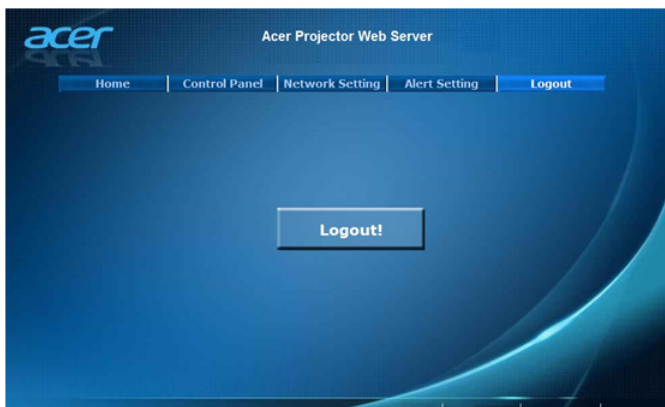 acer
Acer Projector Web Server
Home Control Panel Network Setting Alert Setting Logout
Logout!